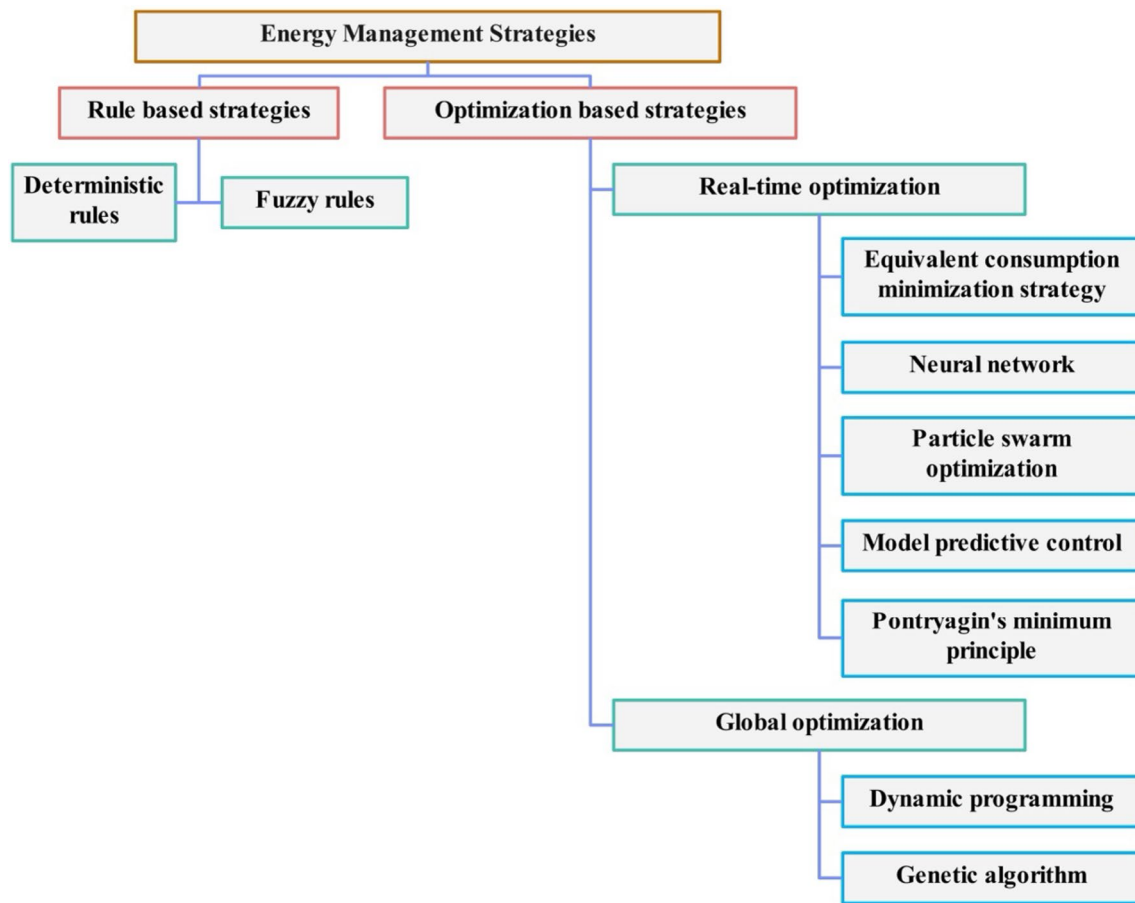 Energy Management Strategies
Rule based strategies
Optimization based strategies
Deterministic
rules
Fuzzy rules
Real-time optimization
Equivalent consumption
minimization strategy
Neural network
Particle swarm
optimization
Model predictive control
Pontryagin's minimum
principle
Global optimization
Dynamic programming
Genetic algorithm